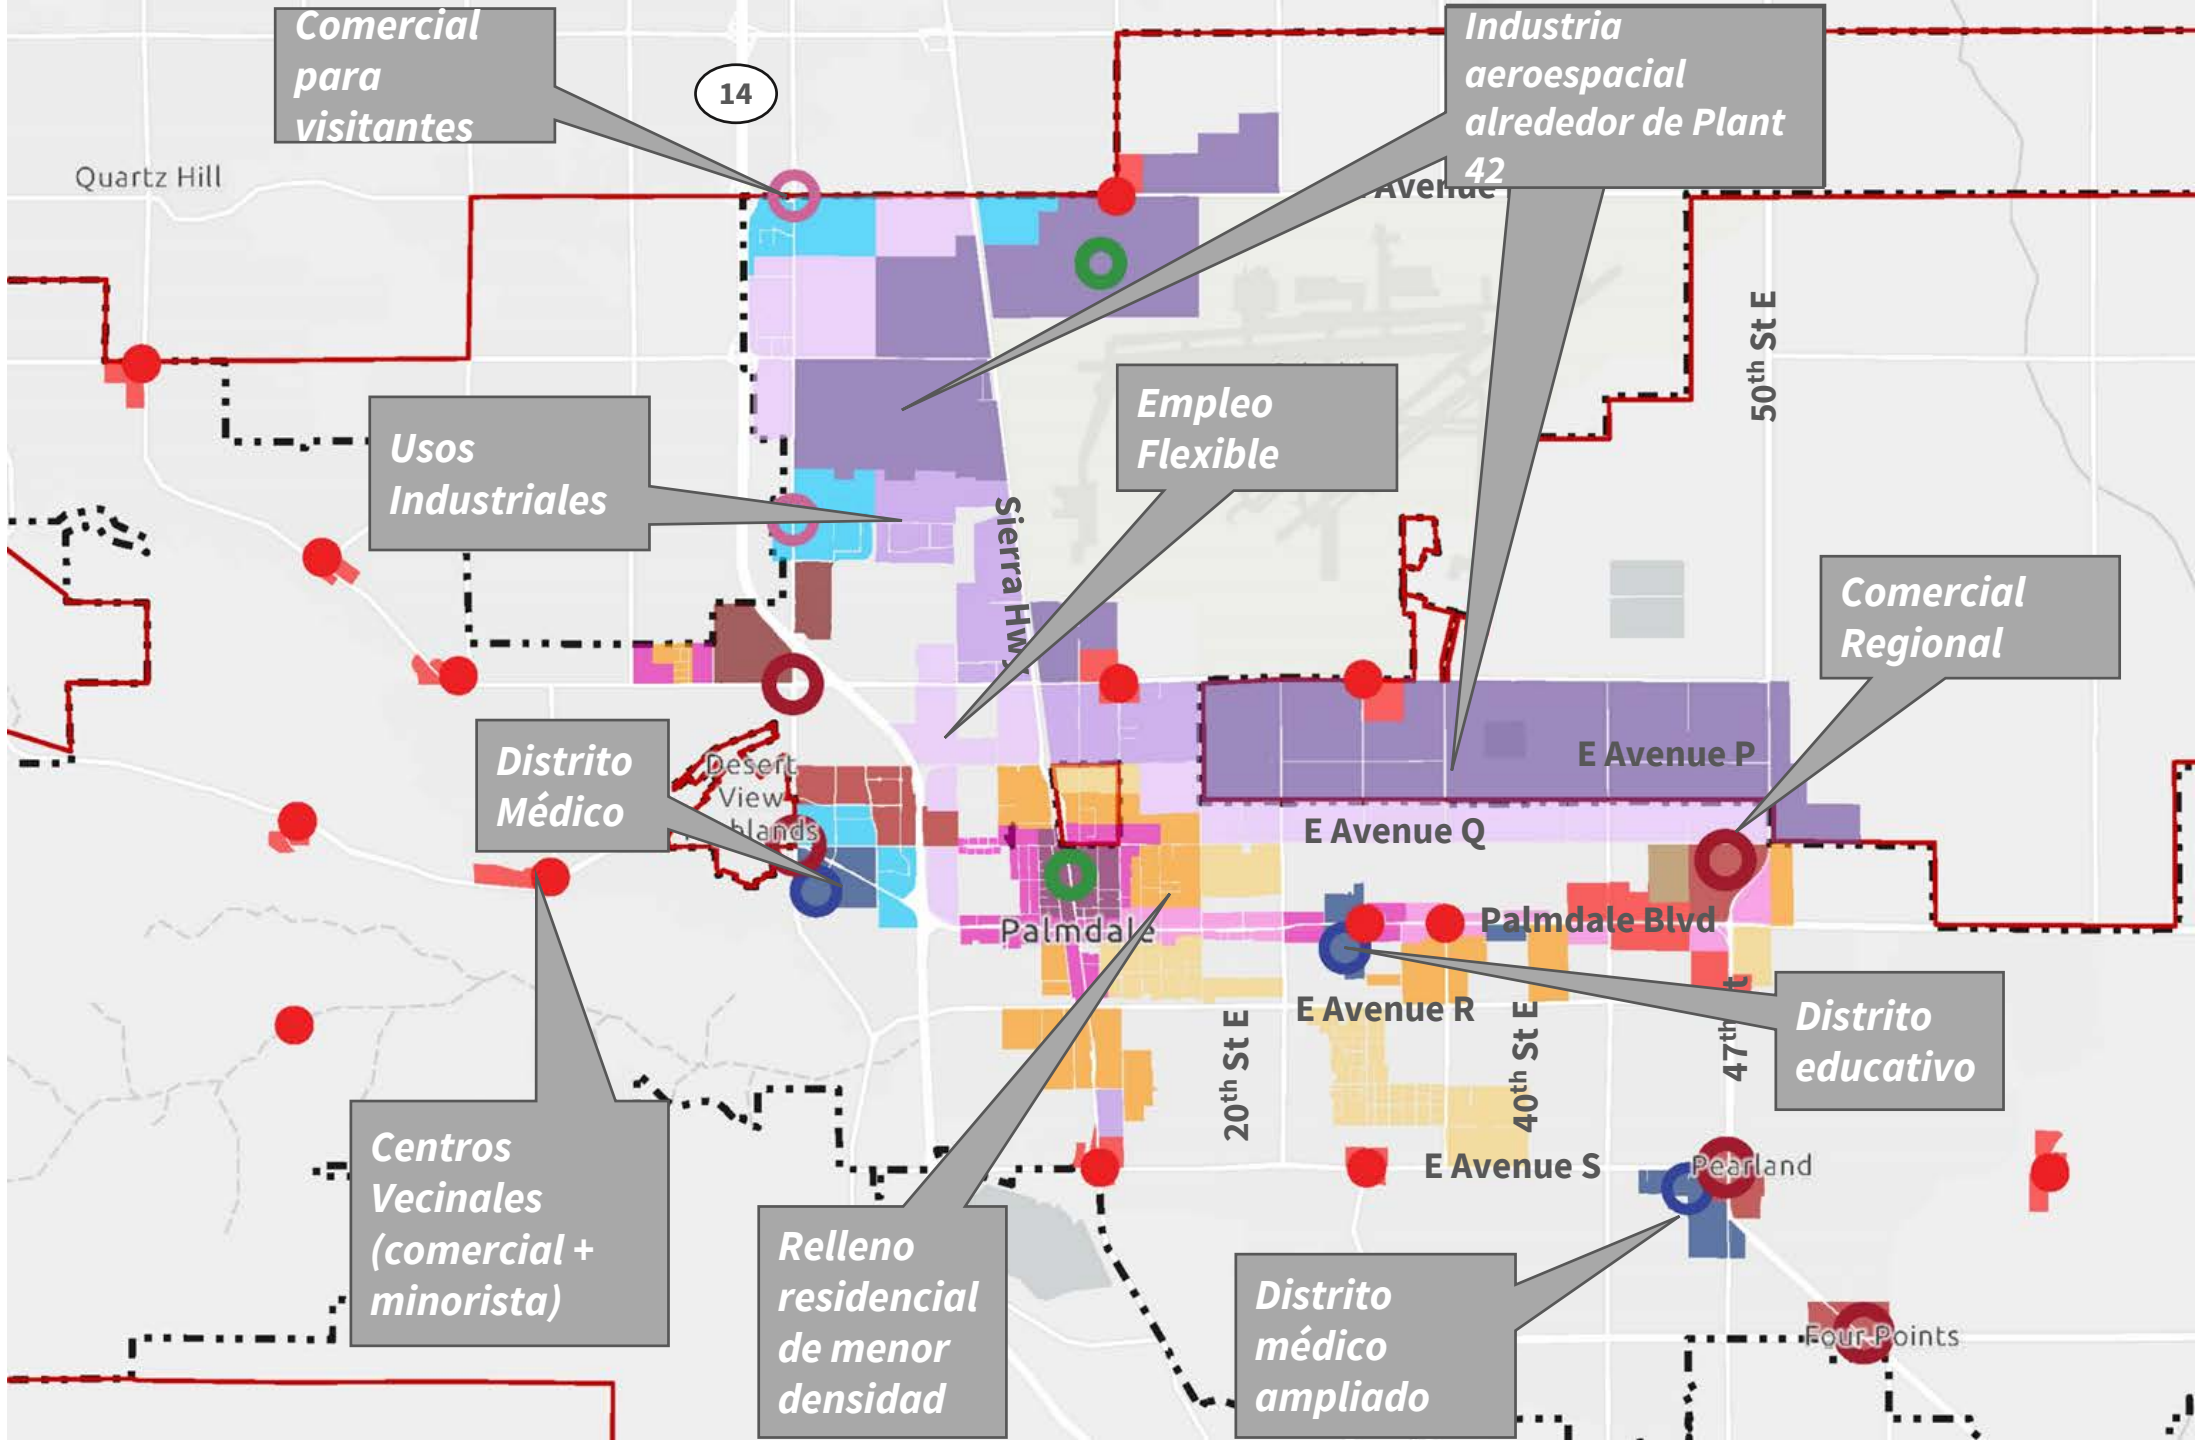 Comercial
para
visitantes
14
Industria
aeroespacial
alrededor de Plant
42
Quartz Hill
Avenue
50th St E
Empleo
Flexible
Usos
Industriales
Sierra Hwy
Comercial
Regional
Distrito
Médico
Desert
View
E Avenue P
E Avenue Q
Palmdale
Palmdale Blvd
E Avenue R
20th St E
40th St E
47th
Distrito
educativo
Centros
Vecinales
(comercial +
minorista)
E Avenue S
Pearland
Relleno
residencial
de menor
densidad
Distrito
médico
ampliado
Four Points